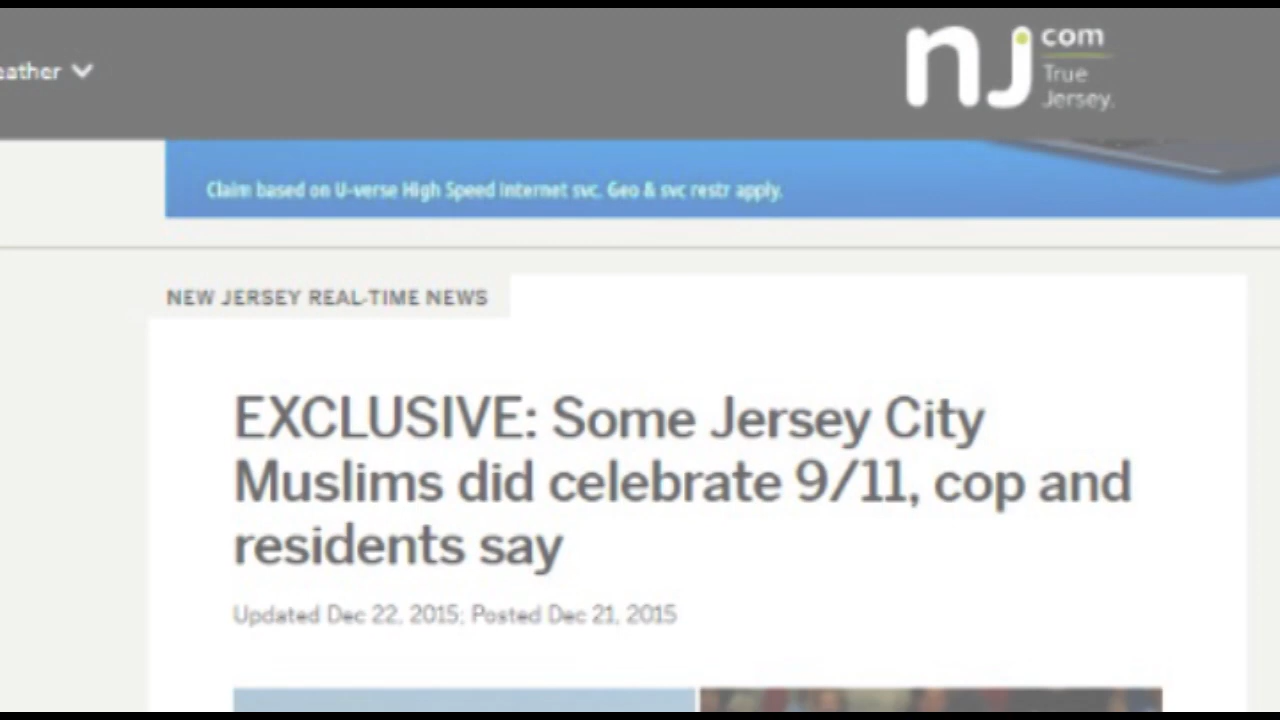 eather
nj
com
True
Jersey.
Claim based on U-verse High Speed Internet svc. Geo & svc restr apply.
NEW JERSEY REAL-TIME NEWS
EXCLUSIVE: Some Jersey City
Muslims did celebrate 9/11, cop and
residents say
Updated Dec 22, 2015; Posted Dec 21, 2015